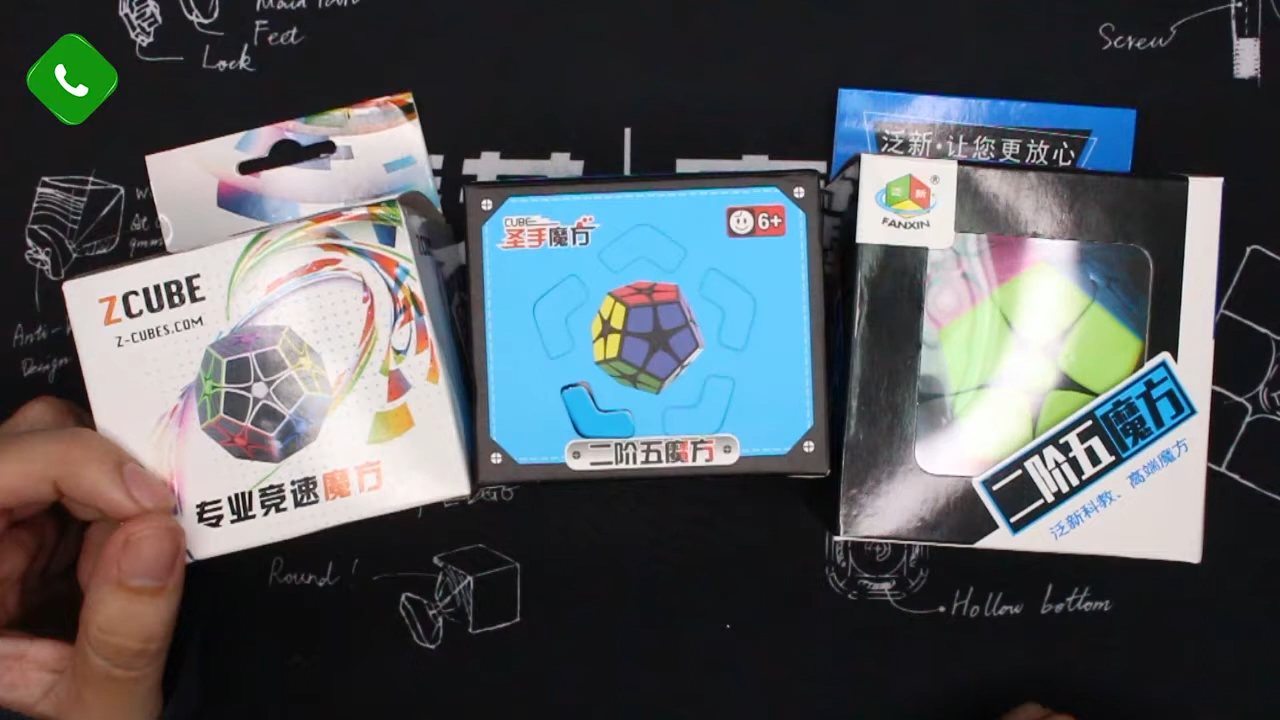 Feet
Lock
Screw
泛新·让您更放心
FANXIN
CUBE
圣手魔方
6+
ZCUBE
Z-CUBES.COM
二阶五魔方
二阶五魔方
泛新科教、高端魔方
专业竞速魔方
Round!
Hollow bottom